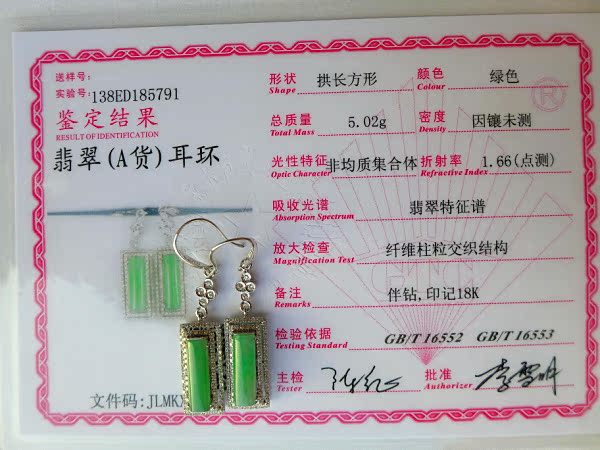 送样号:
实验号: 138ED185791
鉴定结果
RESULT OF IDENTIFICATION
翡翠(A货)耳环
文件码: JLMK
形状 拱长方形 颜色 绿色
Shape Colour
总质量 5.02g 密度 因镶未测
Total Mass Density
光性特征 非均质集合体 折射率 1.66(点测)
Optic Character Refractive Index
吸收光谱 翡翠特征谱
Absorption Spectrum
放大检查 纤维柱粒交织结构
Magnification Test
备注 伴钻,印记18K
Remarks
检验依据 GB/T 16552 GB/T 16553
Testing Standard
主检 批准 李雪明
Tester Authorizer
®